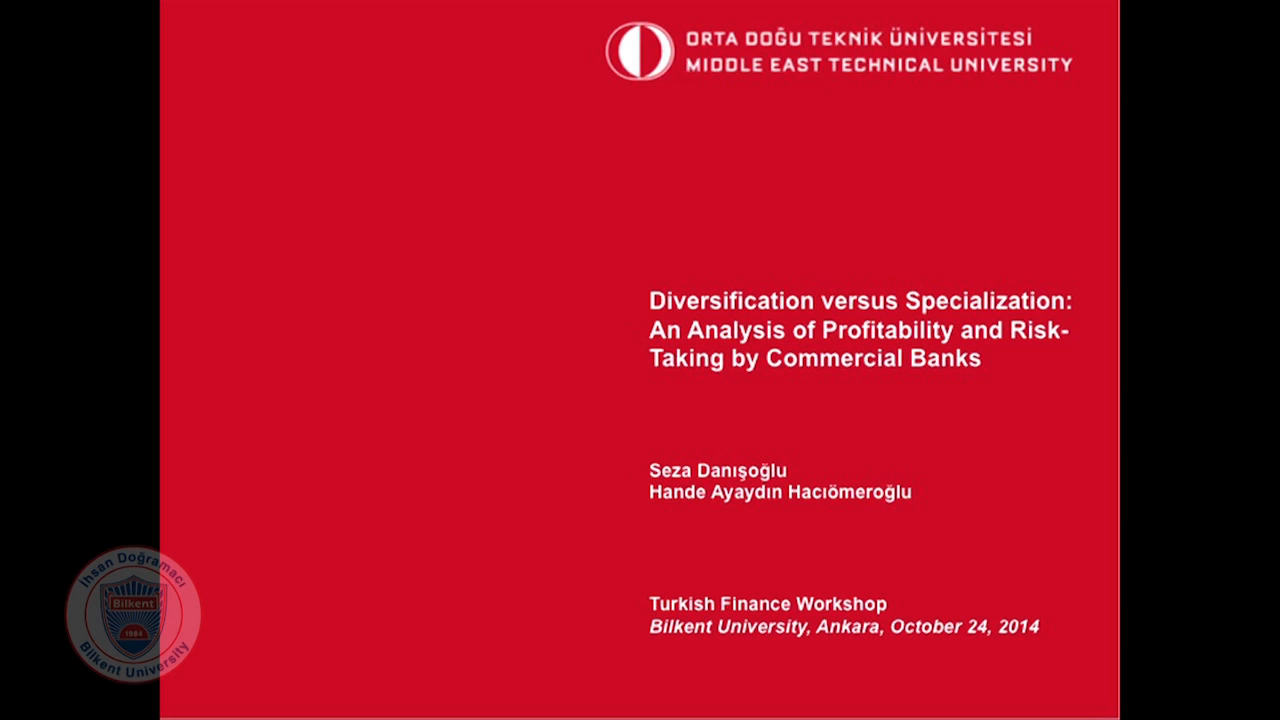 ORTA DOĞU TEKNİK ÜNİVERSİTESİ
MIDDLE EAST TECHNICAL UNIVERSITY
Diversification versus Specialization:
An Analysis of Profitability and Risk-
Taking by Commercial Banks
Seza Danışoğlu
Hande Ayaydın Hacıömeroğlu
Turkish Finance Workshop
Bilkent University, Ankara, October 24, 2014
İhsan Doğramacı
Bilkent
1984
Bilkent University